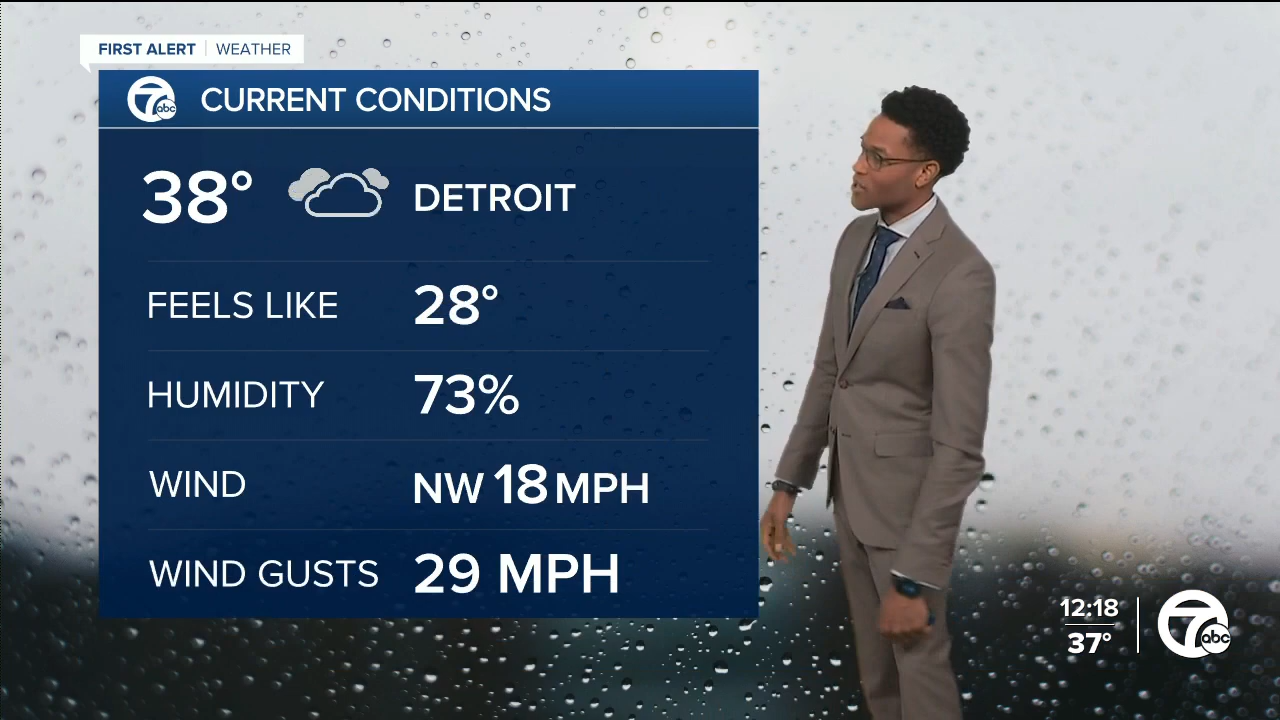 FIRST ALERT | WEATHER
7 abc CURRENT CONDITIONS
38° DETROIT
FEELS LIKE 28°
HUMIDITY 73%
WIND NW 18 MPH
WIND GUSTS 29 MPH
12:18
37°
7 abc